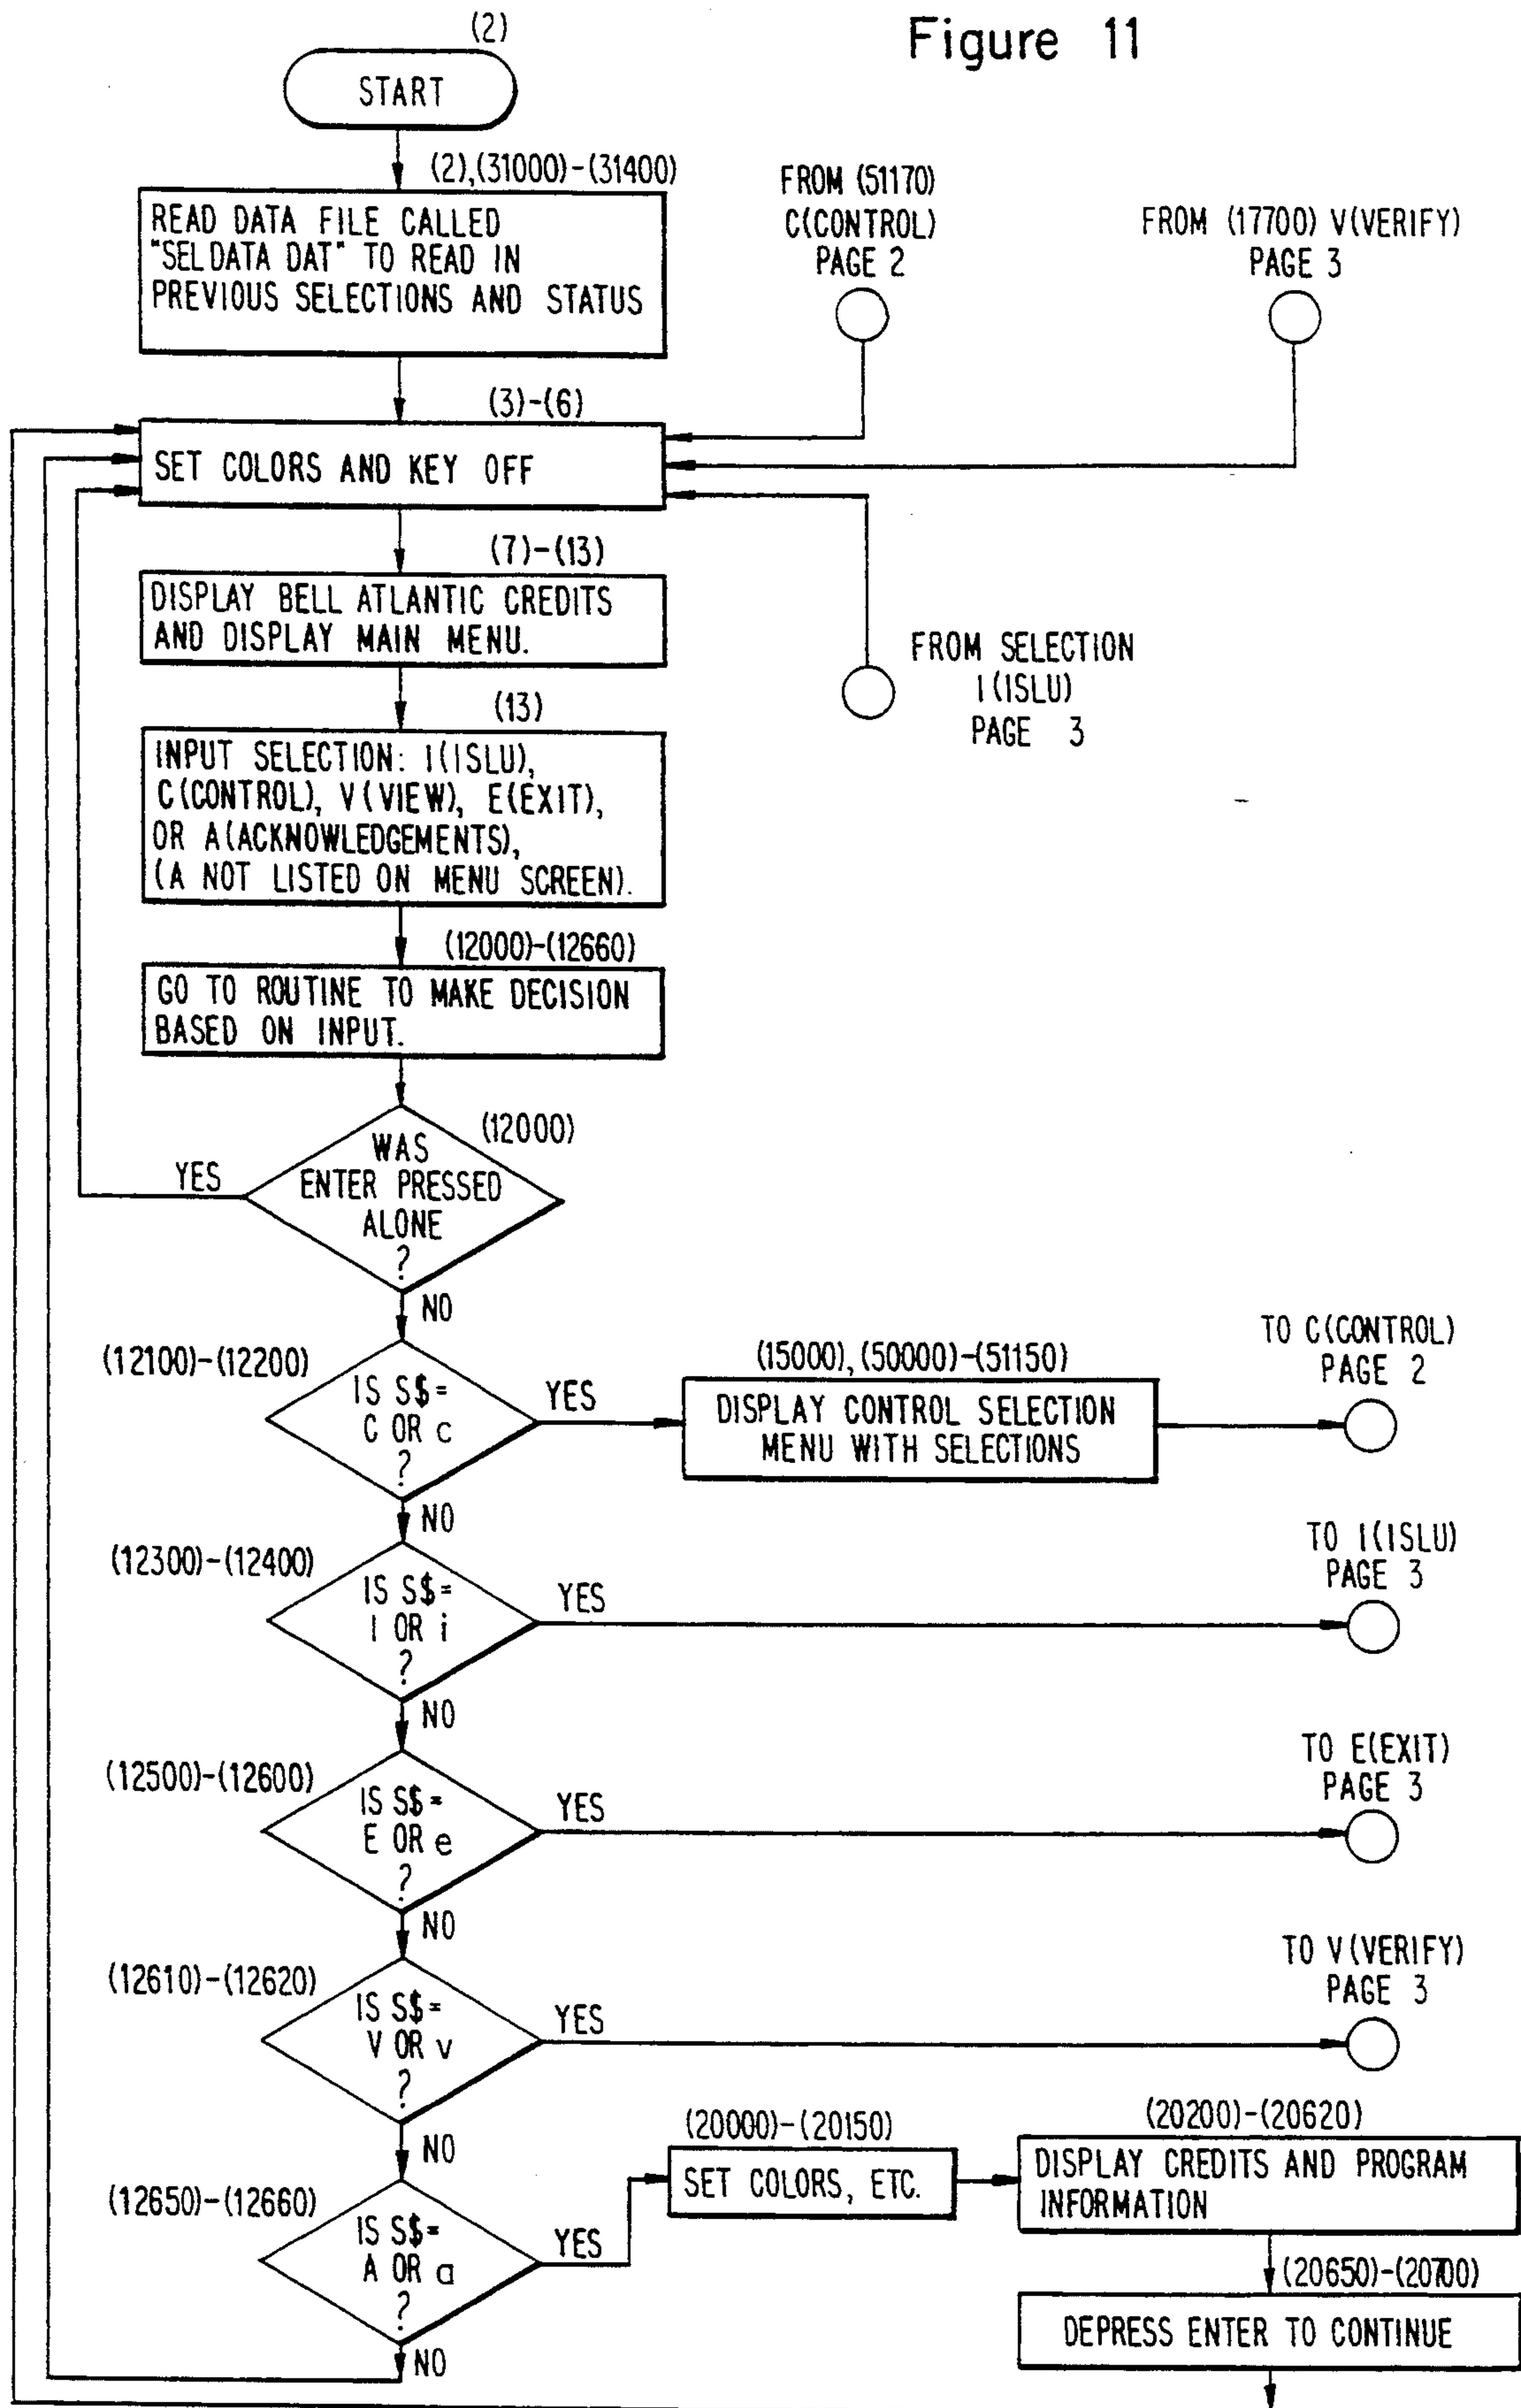 Figure 11
(2)
START
(2),(31000)-(31400)
READ DATA FILE CALLED
"SELDATA DAT" TO READ IN
PREVIOUS SELECTIONS AND STATUS
FROM (51170)
C(CONTROL)
PAGE 2
FROM (17700) V(VERIFY)
PAGE 3
(3)-(6)
SET COLORS AND KEY OFF
(7)-(13)
DISPLAY BELL ATLANTIC CREDITS
AND DISPLAY MAIN MENU.
FROM SELECTION
I(ISLU)
PAGE 3
(13)
INPUT SELECTION: I(ISLU),
C(CONTROL), V(VIEW), E(EXIT),
OR A(ACKNOWLEDGEMENTS),
(A NOT LISTED ON MENU SCREEN).
(12000)-(12660)
GO TO ROUTINE TO MAKE DECISION
BASED ON INPUT.
(12000)
WAS
ENTER PRESSED
ALONE
?
YES
NO
(12100)-(12200)
IS S$=
C OR c
?
YES
(15000),(50000)-(51150)
DISPLAY CONTROL SELECTION
MENU WITH SELECTIONS
TO C(CONTROL)
PAGE 2
NO
(12300)-(12400)
IS S$=
I OR i
?
YES
TO I(ISLU)
PAGE 3
NO
(12500)-(12600)
IS S$=
E OR e
?
YES
TO E(EXIT)
PAGE 3
NO
(12610)-(12620)
IS S$=
V OR v
?
YES
TO V(VERIFY)
PAGE 3
NO
(12650)-(12660)
IS S$=
A OR a
?
YES
(20000)-(20150)
SET COLORS, ETC.
(20200)-(20620)
DISPLAY CREDITS AND PROGRAM
INFORMATION
(20650)-(20700)
DEPRESS ENTER TO CONTINUE
NO